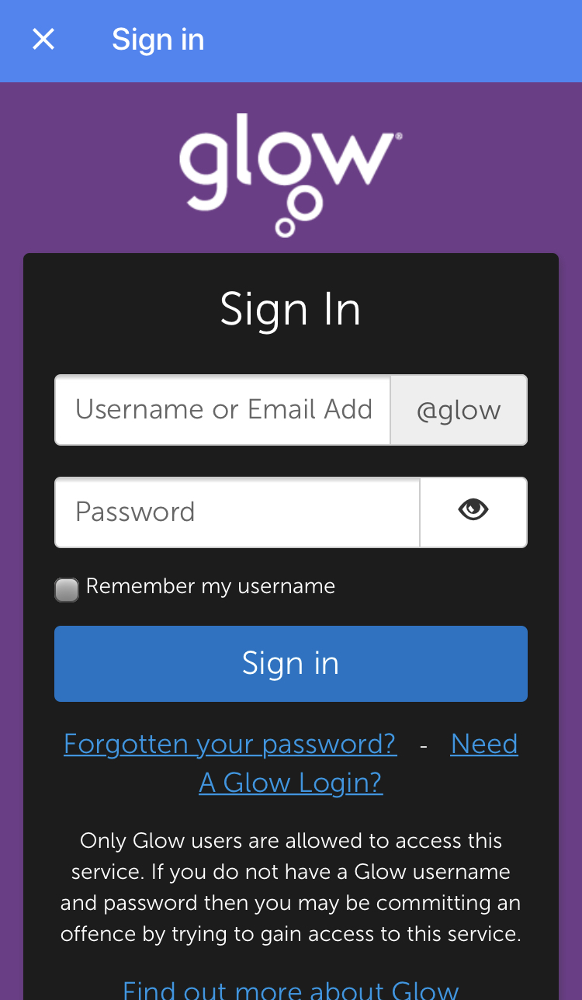 Sign in
glow®
Sign In
Username or Email Add
@glow
Password
Remember my username
Sign in
Forgotten your password? - Need
A Glow Login?
Only Glow users are allowed to access this
service. If you do not have a Glow username
and password then you may be committing an
offence by trying to gain access to this service.
Find out more about Glow